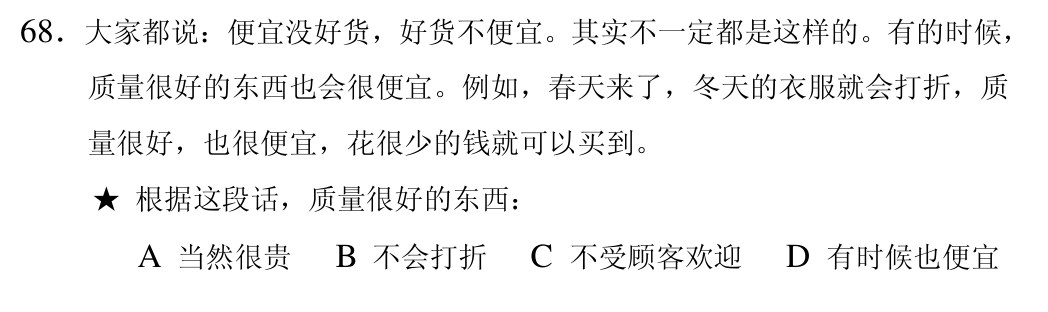 68．大家都说：便宜没好货，好货不便宜。其实不一定都是这样的。有的时候，
质量很好的东西也会很便宜。例如，春天来了，冬天的衣服就会打折，质
量很好，也很便宜，花很少的钱就可以买到。
★ 根据这段话，质量很好的东西：
A 当然很贵 B 不会打折 C 不受顾客欢迎 D 有时候也便宜